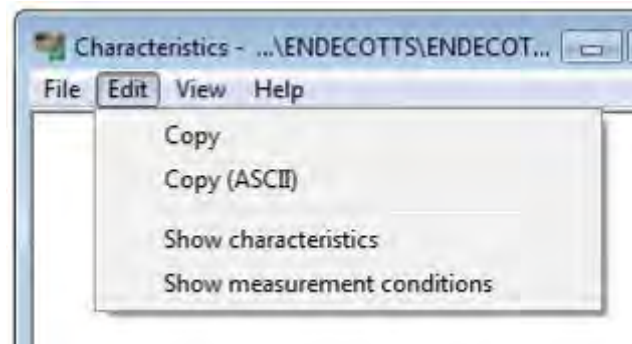 Characteristics - ...\ENDECOTTS\ENDECOT...
File Edit View Help
Copy
Copy (ASCII)
Show characteristics
Show measurement conditions